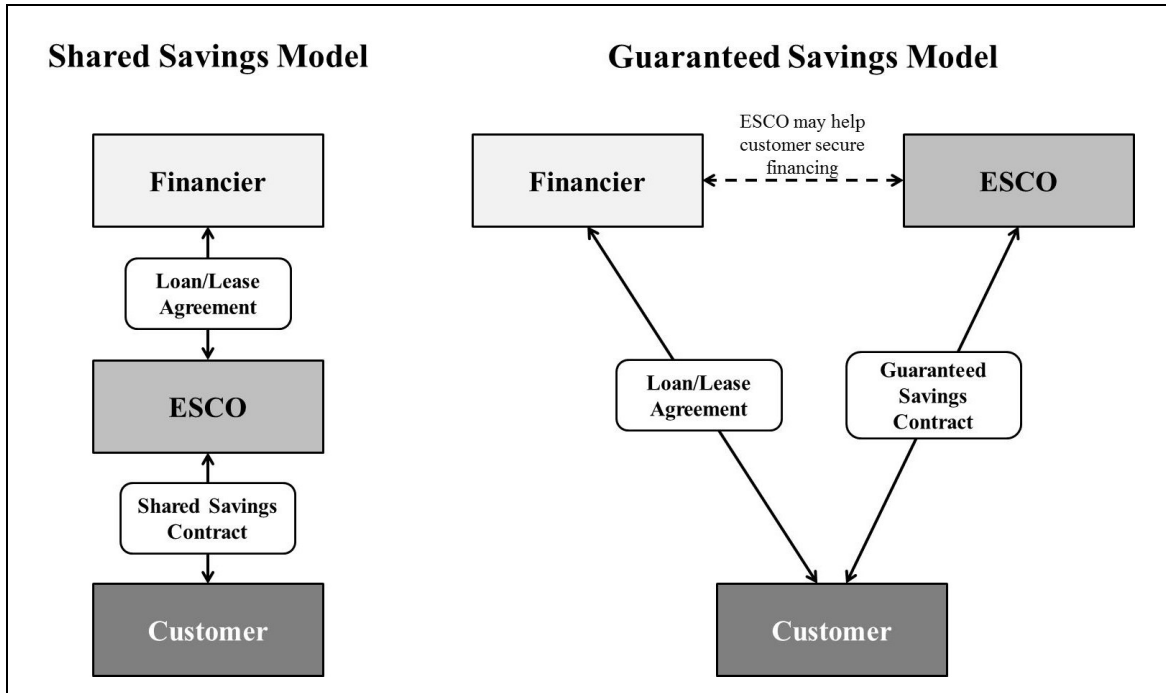 Shared Savings Model
Financier
Loan/Lease
Agreement
ESCO
Shared Savings
Contract
Customer
Guaranteed Savings Model
ESCO may help
customer secure
financing
Financier
ESCO
Loan/Lease
Agreement
Guaranteed
Savings
Contract
Customer